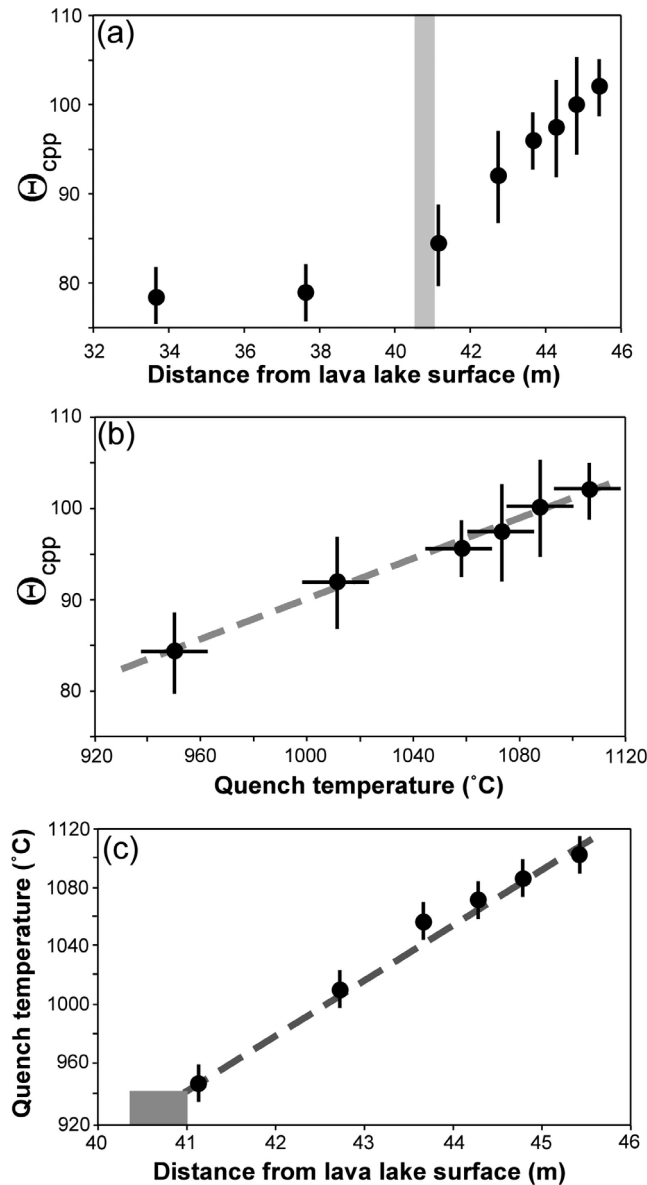 (a)
110
100
90
80
Θcpp
32 34 36 38 40 42 44 46
Distance from lava lake surface (m)
(b)
110
100
90
80
Θcpp
920 960 1000 1040 1080 1120
Quench temperature (˚C)
(c)
1120
1080
1040
1000
960
920
Quench temperature (˚C)
40 41 42 43 44 45 46
Distance from lava lake surface (m)